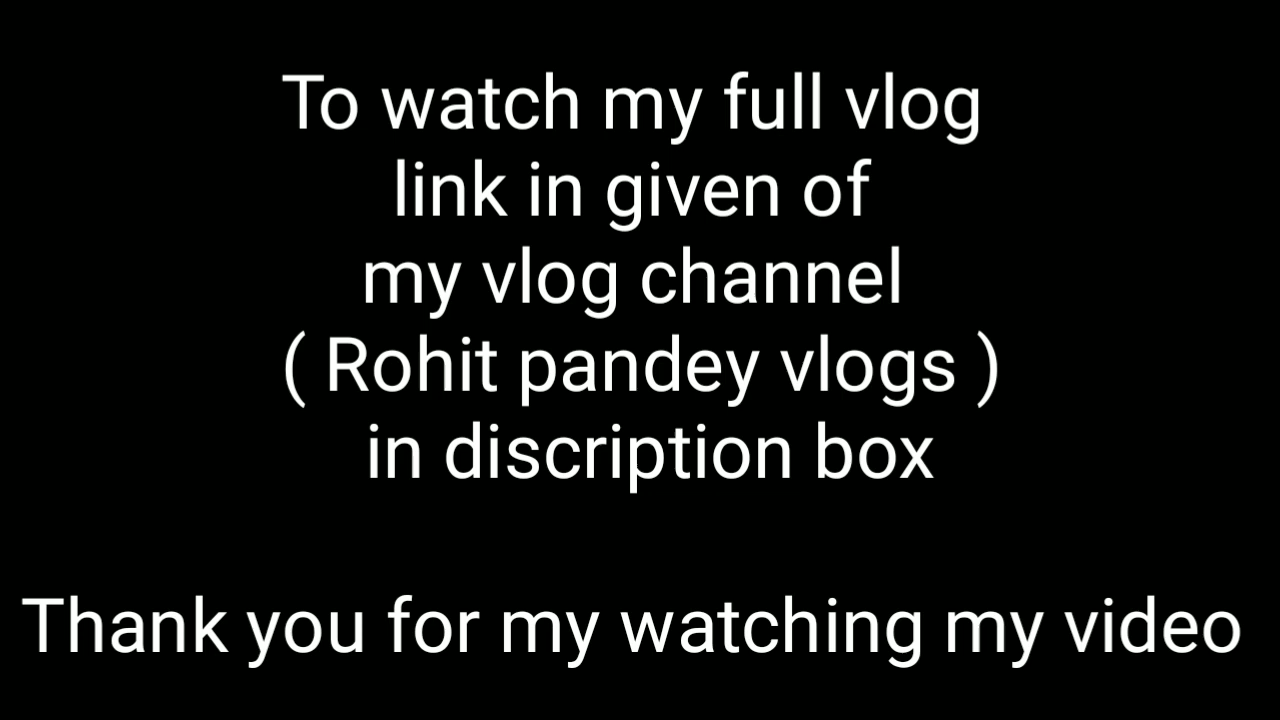 To watch my full vlog
link in given of
my vlog channel
( Rohit pandey vlogs )
in discription box
Thank you for my watching my video